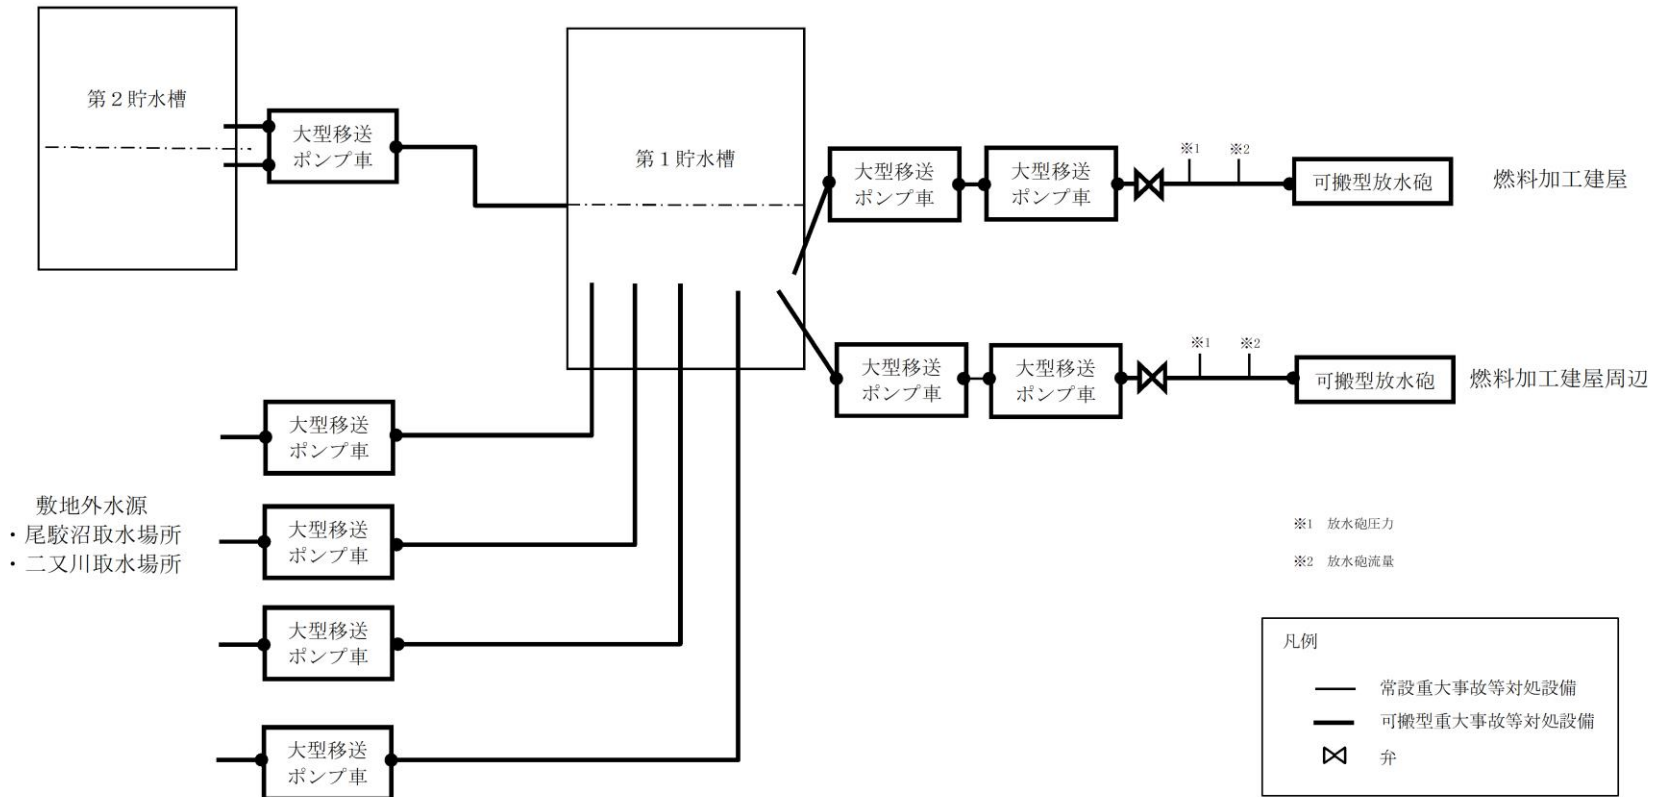 第２貯水槽
大型移送
ポンプ車
第１貯水槽
大型移送
ポンプ車
大型移送
ポンプ車
※1
※2
可搬型放水砲
燃料加工建屋
大型移送
ポンプ車
大型移送
ポンプ車
※1
※2
可搬型放水砲
燃料加工建屋周辺
敷地外水源
・尾駮沼取水場所
・二又川取水場所
大型移送
ポンプ車
大型移送
ポンプ車
大型移送
ポンプ車
大型移送
ポンプ車
※1　放水砲圧力
※2　放水砲流量
凡例
常設重大事故等対処設備
可搬型重大事故等対処設備
弁